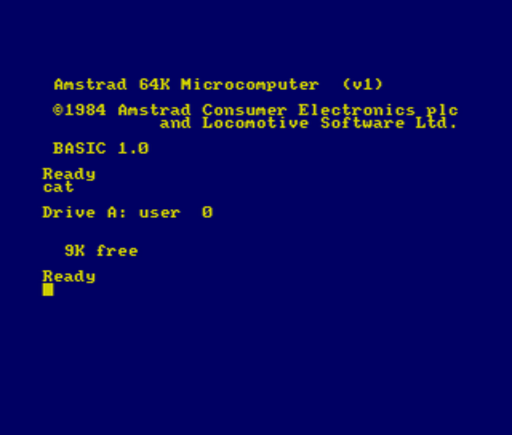 Amstrad 64K Microcomputer (v1)
©1984 Amstrad Consumer Electronics plc
and Locomotive Software Ltd.
BASIC 1.0
Ready
cat
Drive A: user 0
9K free
Ready